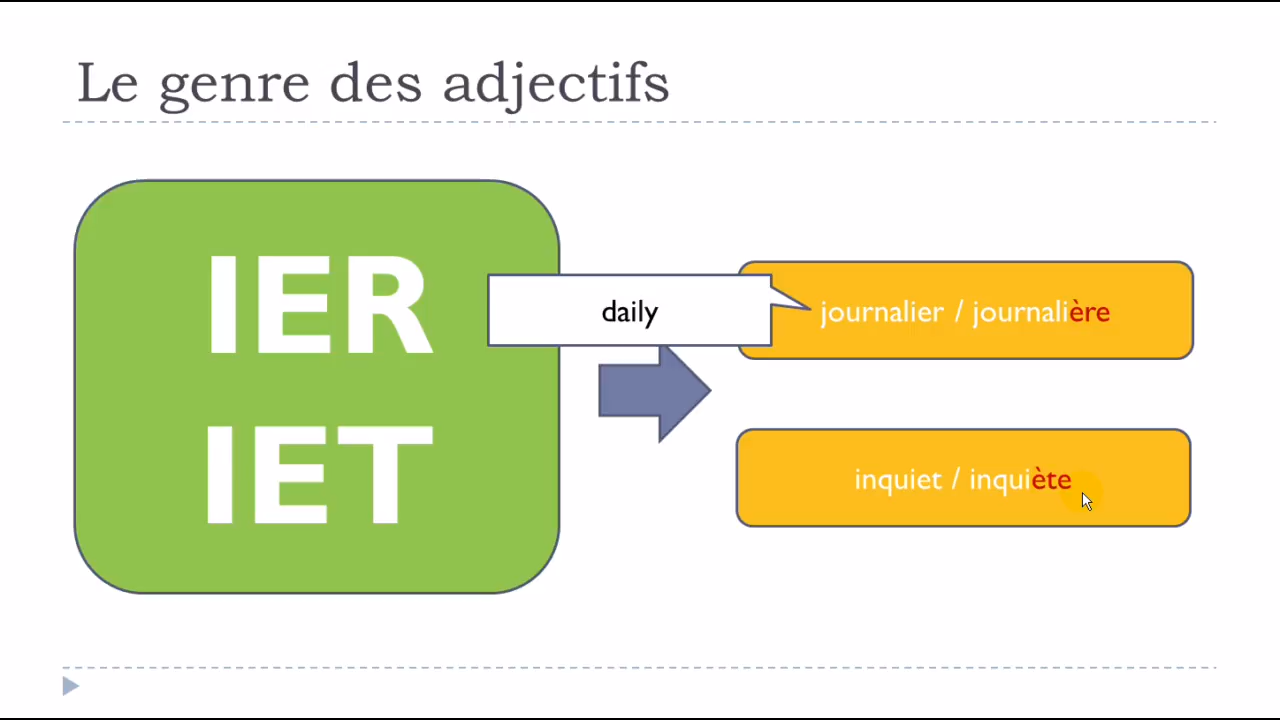 Le genre des adjectifs
IER
IET
daily
journalier / journalière
inquiet / inquiète